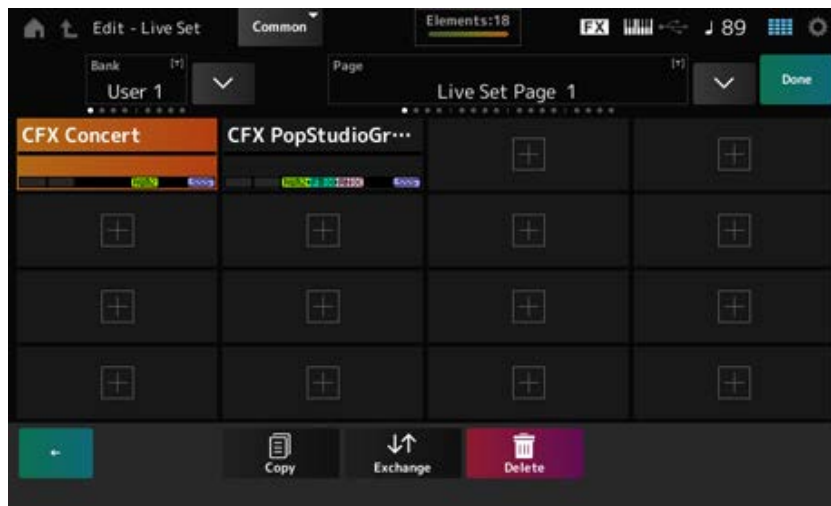 Edit - Live Set
Common
Elements:18
FX
♩ 89
Bank
[T]
User 1
Page
[T]
Live Set Page 1
Done
CFX Concert
CFX PopStudioGr⋯
Copy
Exchange
Delete